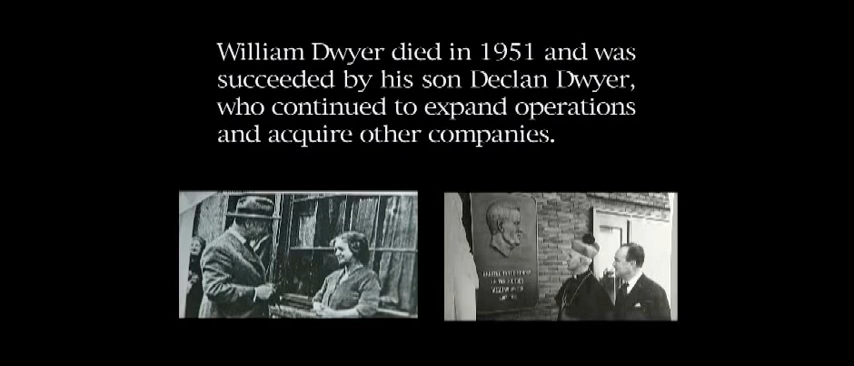 William Dwyer died in 1951 and was
succeeded by his son Declan Dwyer,
who continued to expand operations
and acquire other companies.